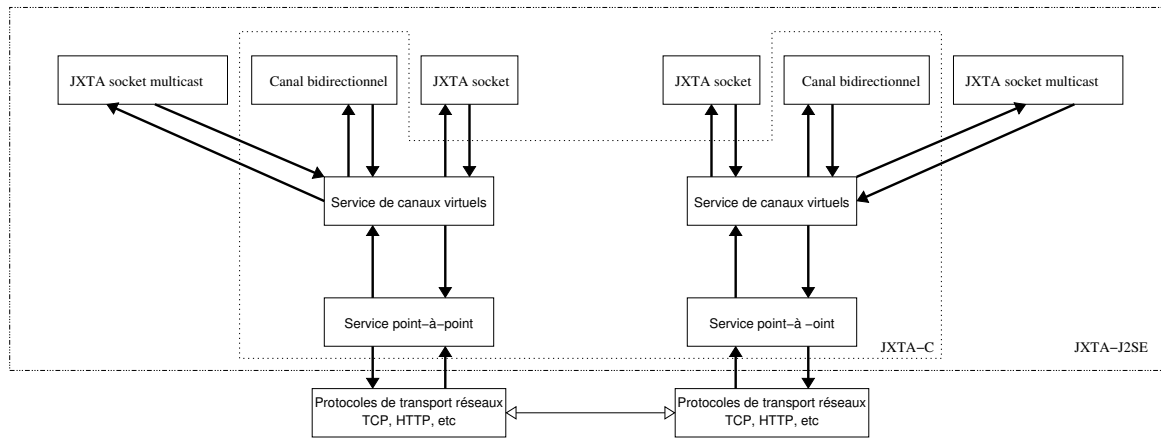 JXTA socket multicast
Canal bidirectionnel
JXTA socket
JXTA socket
Canal bidirectionnel
JXTA socket multicast
Service de canaux virtuels
Service de canaux virtuels
Service point−à−point
Service point−à −oint
JXTA−C
JXTA−J2SE
Protocoles de transport réseaux
TCP, HTTP, etc
Protocoles de transport réseaux
TCP, HTTP, etc